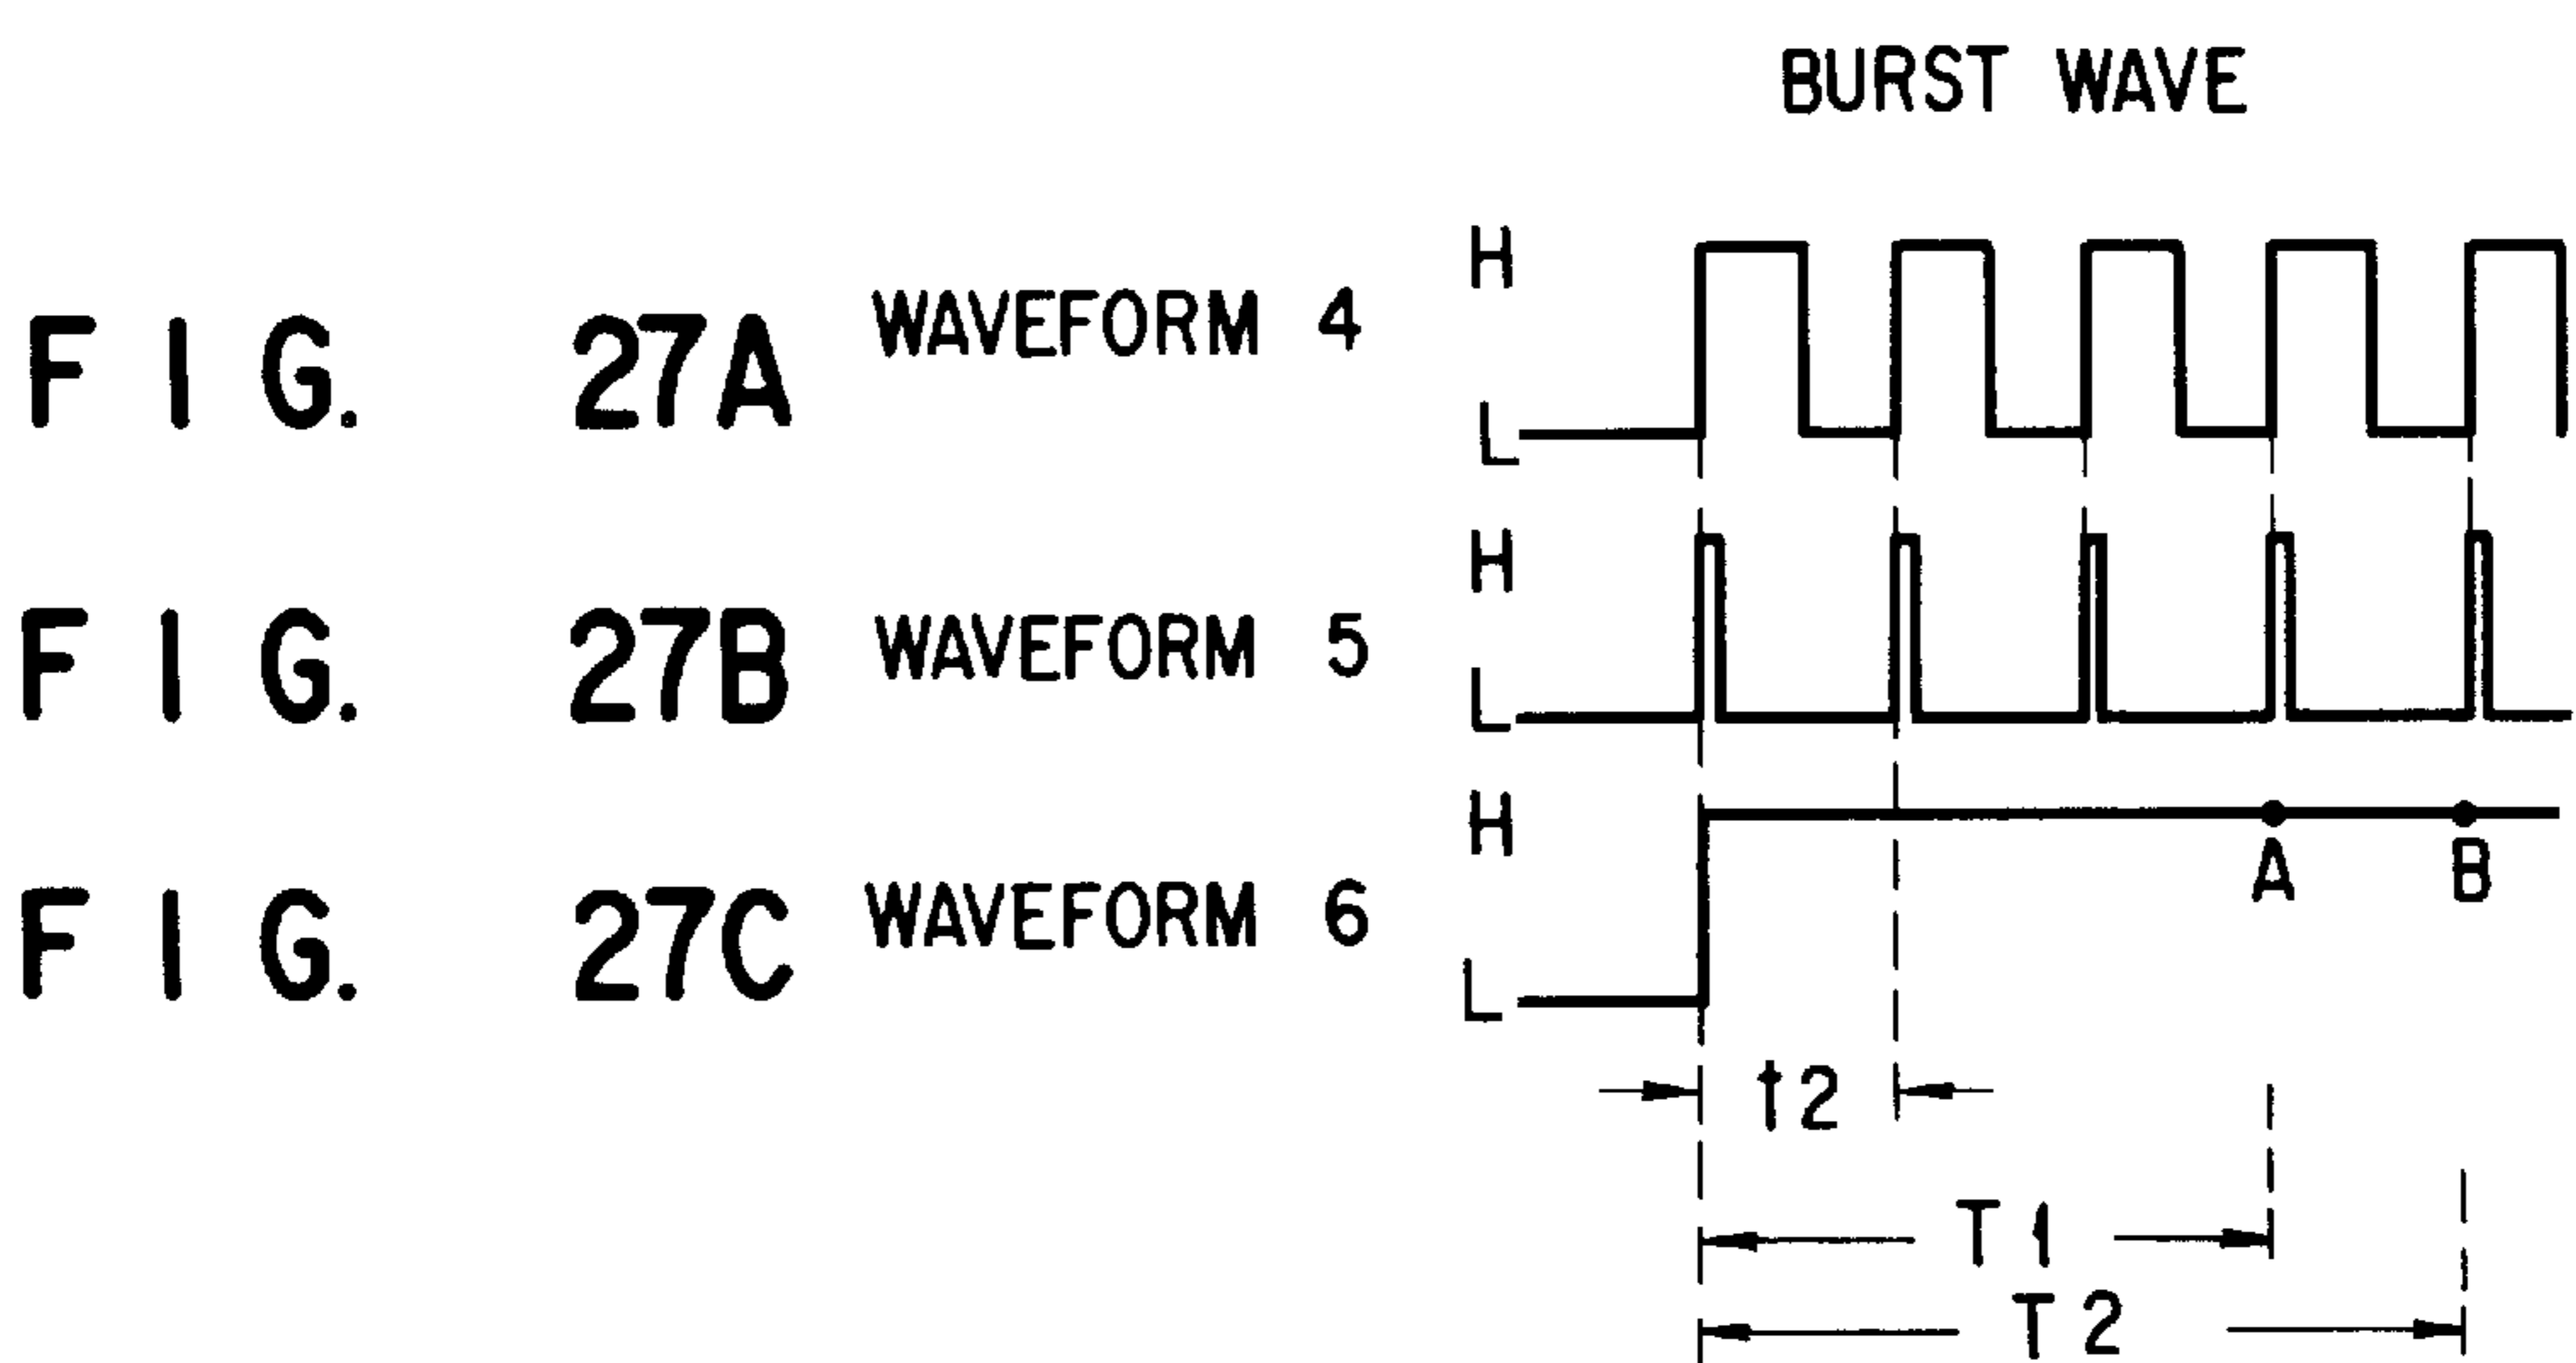 BURST WAVE
FIG. 27A WAVEFORM 4
H
L
FIG. 27B WAVEFORM 5
H
L
FIG. 27C WAVEFORM 6
H
L
A B
t2
T1
T2